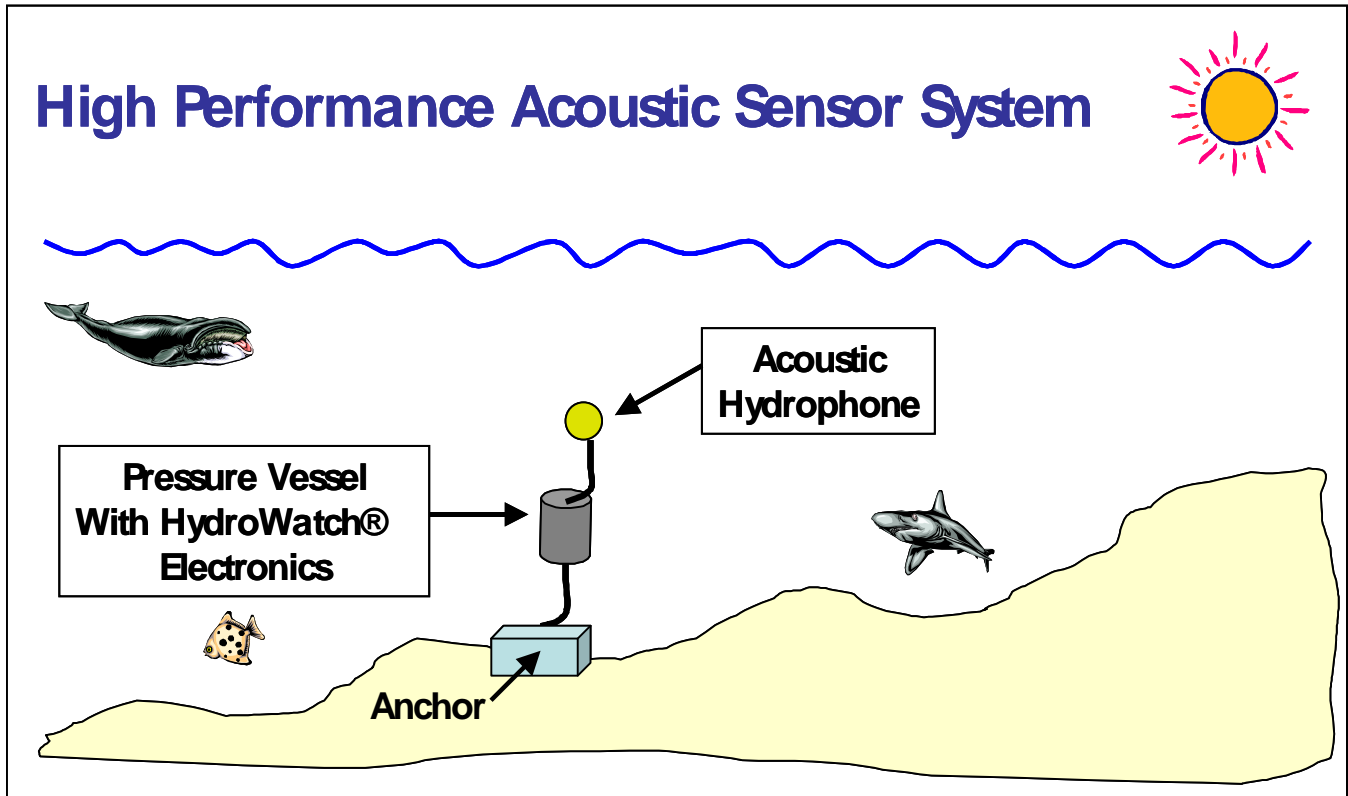 High Performance Acoustic Sensor System
Acoustic
Hydrophone
Pressure Vessel
With HydroWatch®
Electronics
Anchor